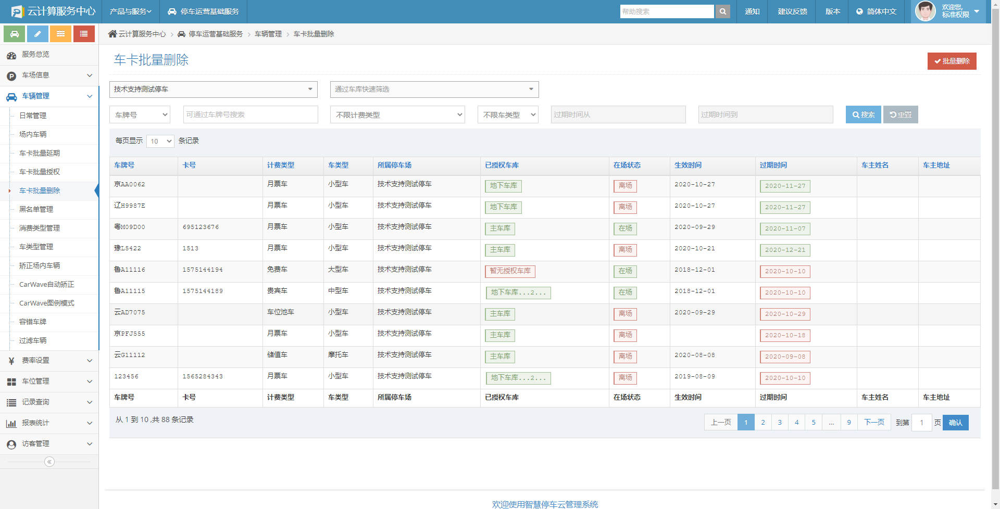 云计算服务中心 产品与服务 停车运营基础服务 帮助搜索 通知 建议反馈 版本 简体中文 欢迎您, 标准权限
云计算服务中心 > 停车运营基础服务 > 车辆管理 > 车卡批量删除
服务总览
车场信息
车辆管理
日常管理
场内车辆
车卡批量延期
车卡批量授权
车卡批量删除
黑名单管理
消费类型管理
车类型管理
矫正场内车辆
CarWave自动矫正
CarWave图例模式
容错车牌
过滤车辆
费率设置
车位管理
记录查询
报表统计
访客管理
车卡批量删除 批量删除
技术支持测试停车 通过车库快速筛选
车牌号 可通过车牌号搜索 不限计费类型 不限车类型 过期时间从 过期时间到 搜索 重置
每页显示 10 条记录
车牌号 卡号 计费类型 车类型 所属停车场 已授权车库 在场状态 生效时间 过期时间 车主姓名 车主地址
京AA0062 月票车 小型车 技术支持测试停车 地下车库 离场 2020-10-27 2020-11-27
辽H9987E 月票车 小型车 技术支持测试停车 地下车库 离场 2020-10-27 2020-11-27
粤M09D00 695123676 月票车 小型车 技术支持测试停车 主车库 在场 2020-09-29 2020-11-07
豫L5422 1513 月票车 小型车 技术支持测试停车 主车库 离场 2020-10-21 2020-12-21
鲁A11116 1575144194 免费车 大型车 技术支持测试停车 暂无授权车库 在场 2018-12-01 2020-10-10
鲁A11115 1575144189 贵宾车 中型车 技术支持测试停车 地下车库...2... 在场 2018-12-01 2020-10-10
云AD7075 车位池车 小型车 技术支持测试停车 主车库 离场 2020-09-29 2020-10-29
京PFJ555 月票车 小型车 技术支持测试停车 主车库 离场 2020-10-18
云G11112 储值车 摩托车 技术支持测试停车 主车库 离场 2020-08-08 2020-09-08
123456 1565284343 月票车 小型车 技术支持测试停车 地下车库...2... 离场 2019-08-09 2020-10-10
车牌号 卡号 计费类型 车类型 所属停车场 已授权车库 在场状态 生效时间 过期时间 车主姓名 车主地址
从 1 到 10 ,共 88 条记录 上一页 1 2 3 4 5 ... 9 下一页 到第 1 页 确认
欢迎使用智慧停车云管理系统